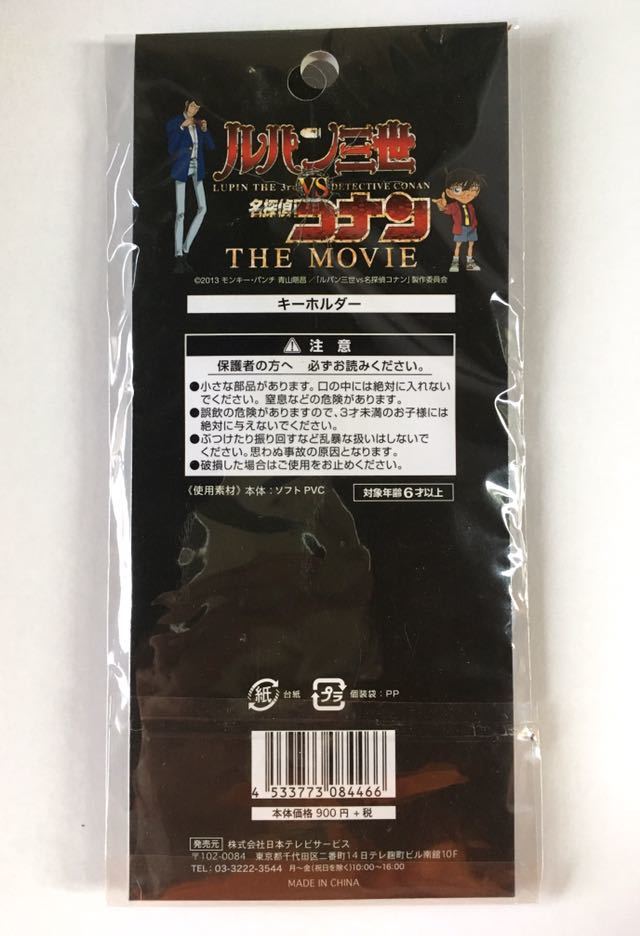 ルパン三世
LUPIN THE 3rd VS DETECTIVE CONAN
名探偵コナン
THE MOVIE
©2013 モンキー・パンチ 青山剛昌／「ルパン三世vs名探偵コナン」製作委員会
キーホルダー
⚠ 注 意
保護者の方へ 必ずお読みください。
●小さな部品があります。口の中には絶対に入れない
でください。窒息などの危険があります。
●誤飲の危険がありますので、3才未満のお子様には
絶対に与えないでください。
●ぶつけたり振り回すなど乱暴な扱いはしないで
ください。思わぬ事故の原因となります。
●破損した場合はご使用をお止めください。
《使用素材》本体：ソフトPVC
対象年齢6才以上
紙 台紙 プラ 個装袋：PP
4 533773 084466
本体価格 900円 +税
発売元 株式会社日本テレビサービス
〒102-0084 東京都千代田区二番町14日テレ麹町ビル南館10F
TEL：03-3222-3544 月～金(祝日を除く)10:00～16:00
MADE IN CHINA